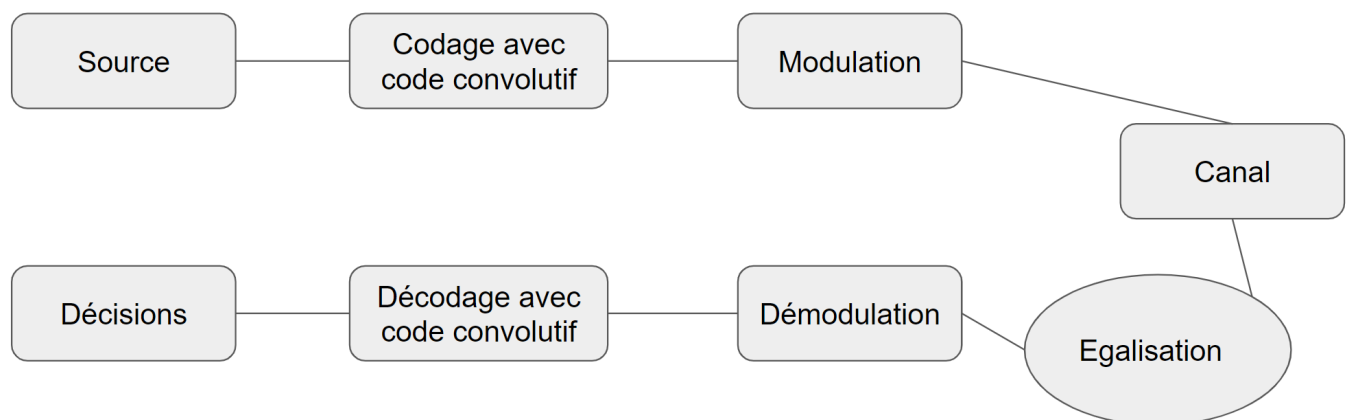 Source
Codage avec
code convolutif
Modulation
Canal
Décisions
Décodage avec
code convolutif
Démodulation
Egalisation